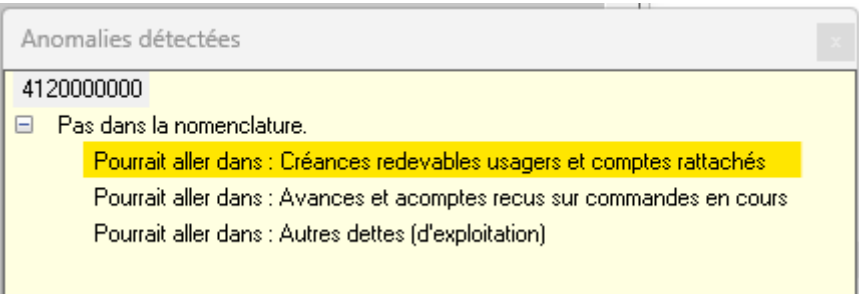 Anomalies détectées
x
4120000000
Pas dans la nomenclature.
Pourrait aller dans : Créances redevables usagers et comptes rattachés
Pourrait aller dans : Avances et acomptes recus sur commandes en cours
Pourrait aller dans : Autres dettes (d'exploitation)